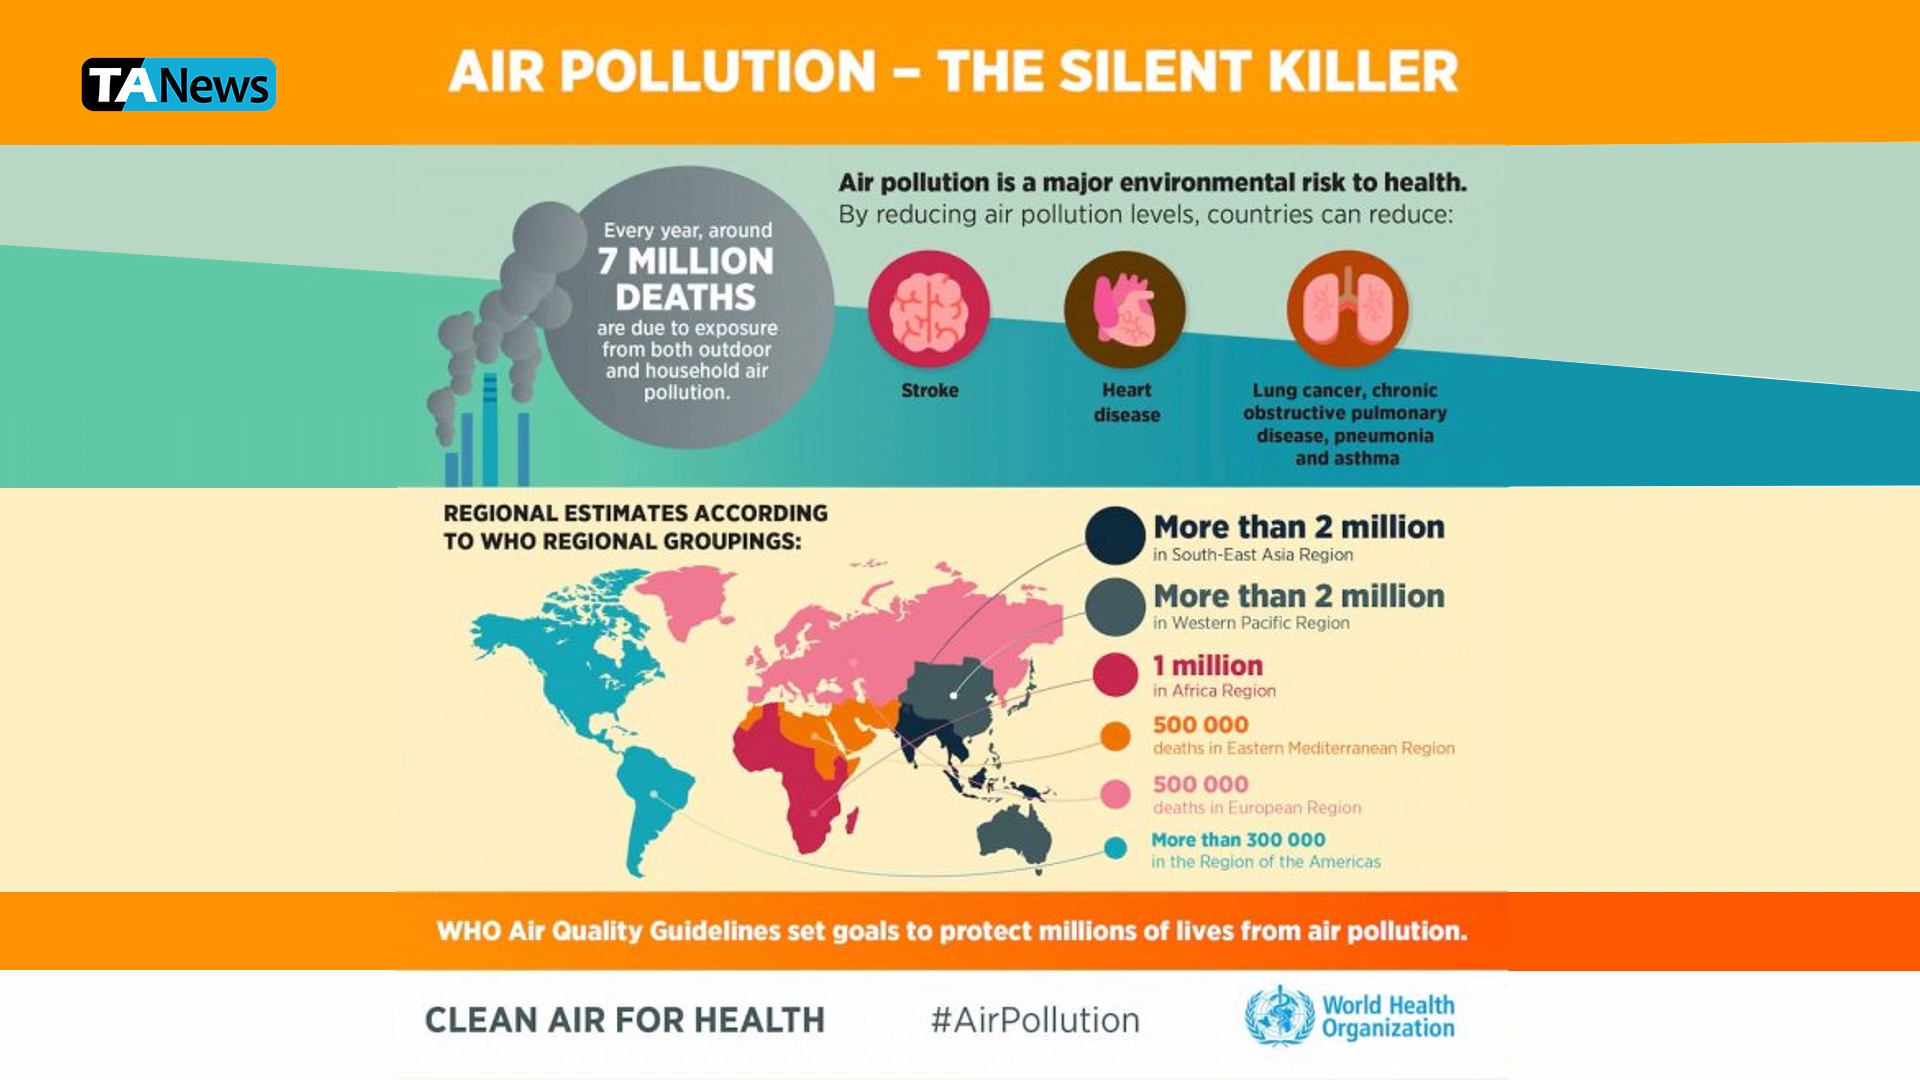 TANews
AIR POLLUTION – THE SILENT KILLER
Every year, around
7 MILLION
DEATHS
are due to exposure
from both outdoor
and household air
pollution.
Air pollution is a major environmental risk to health.
By reducing air pollution levels, countries can reduce:
Stroke
Heart
disease
Lung cancer, chronic
obstructive pulmonary
disease, pneumonia
and asthma
REGIONAL ESTIMATES ACCORDING
TO WHO REGIONAL GROUPINGS:
More than 2 million
in South-East Asia Region
More than 2 million
in Western Pacific Region
1 million
in Africa Region
500 000
deaths in Eastern Mediterranean Region
500 000
deaths in European Region
More than 300 000
in the Region of the Americas
WHO Air Quality Guidelines set goals to protect millions of lives from air pollution.
CLEAN AIR FOR HEALTH
#AirPollution
World Health
Organization